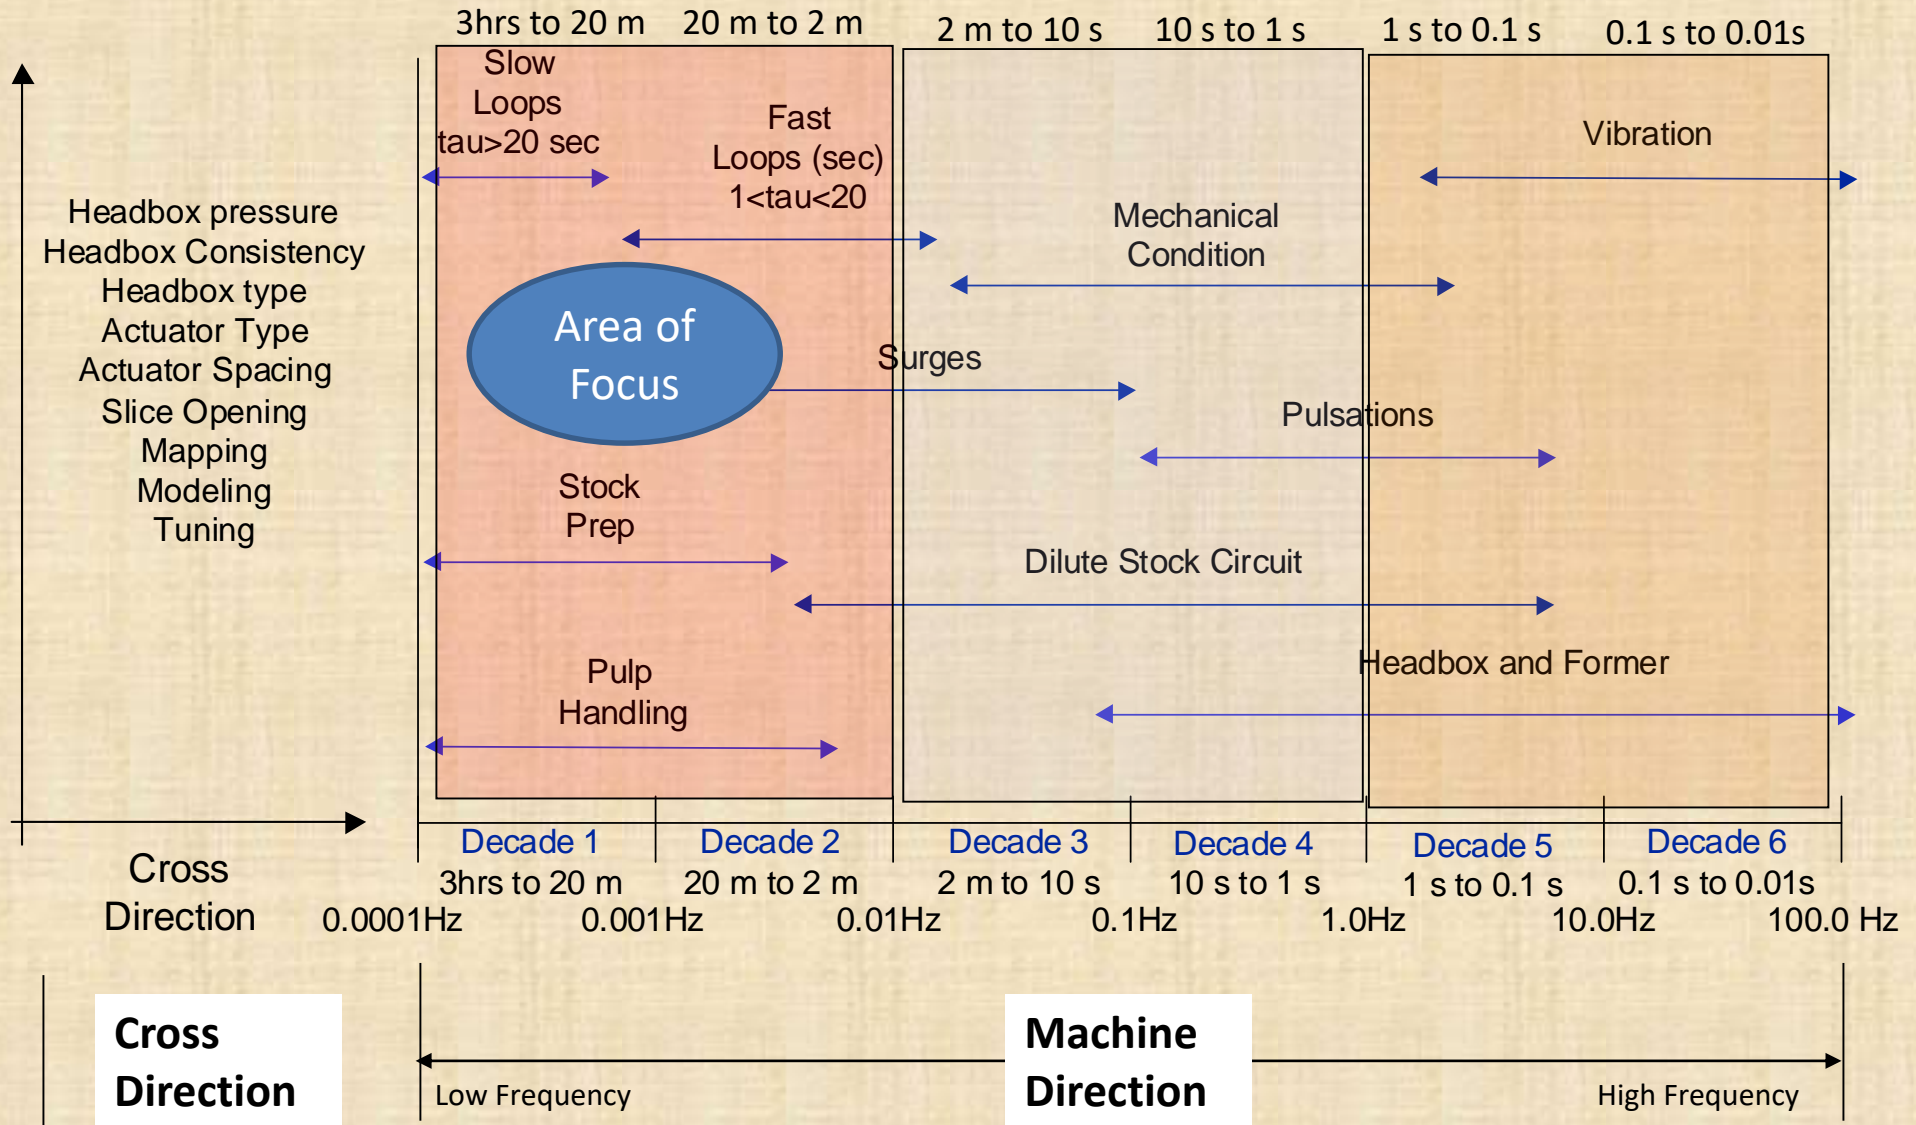 3hrs to 20 m
20 m to 2 m
2 m to 10 s
10 s to 1 s
1 s to 0.1 s
0.1 s to 0.01s
Slow
Loops
tau>20 sec
Fast
Loops (sec)
1<tau<20
Vibration
Mechanical
Condition
Headbox pressure
Headbox Consistency
Headbox type
Actuator Type
Actuator Spacing
Slice Opening
Mapping
Modeling
Tuning
Area of
Focus
Surges
Pulsations
Stock
Prep
Dilute Stock Circuit
Pulp
Handling
Headbox and Former
Decade 1
Decade 2
Decade 3
Decade 4
Decade 5
Decade 6
3hrs to 20 m
20 m to 2 m
2 m to 10 s
10 s to 1 s
1 s to 0.1 s
0.1 s to 0.01s
Cross
Direction
0.0001Hz
0.001Hz
0.01Hz
0.1Hz
1.0Hz
10.0Hz
100.0 Hz
Cross
Direction
Machine
Direction
Low Frequency
High Frequency